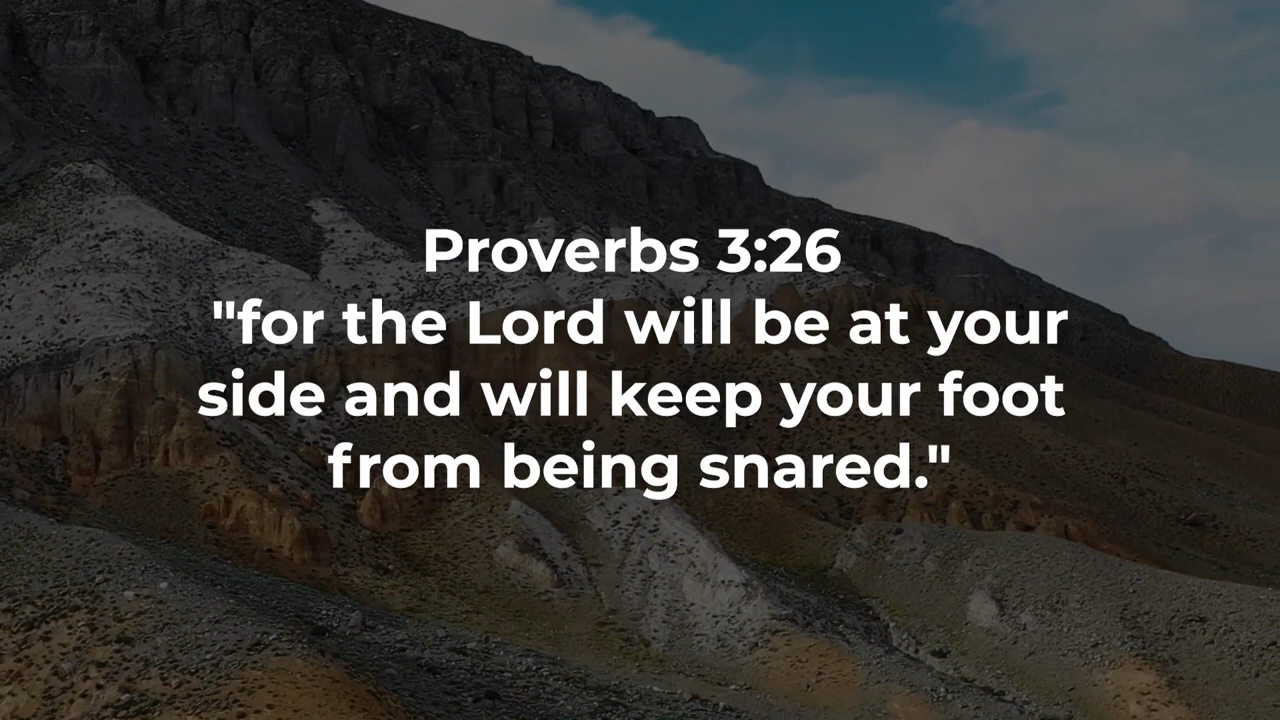 Proverbs 3:26
"for the Lord will be at your
side and will keep your foot
from being snared."